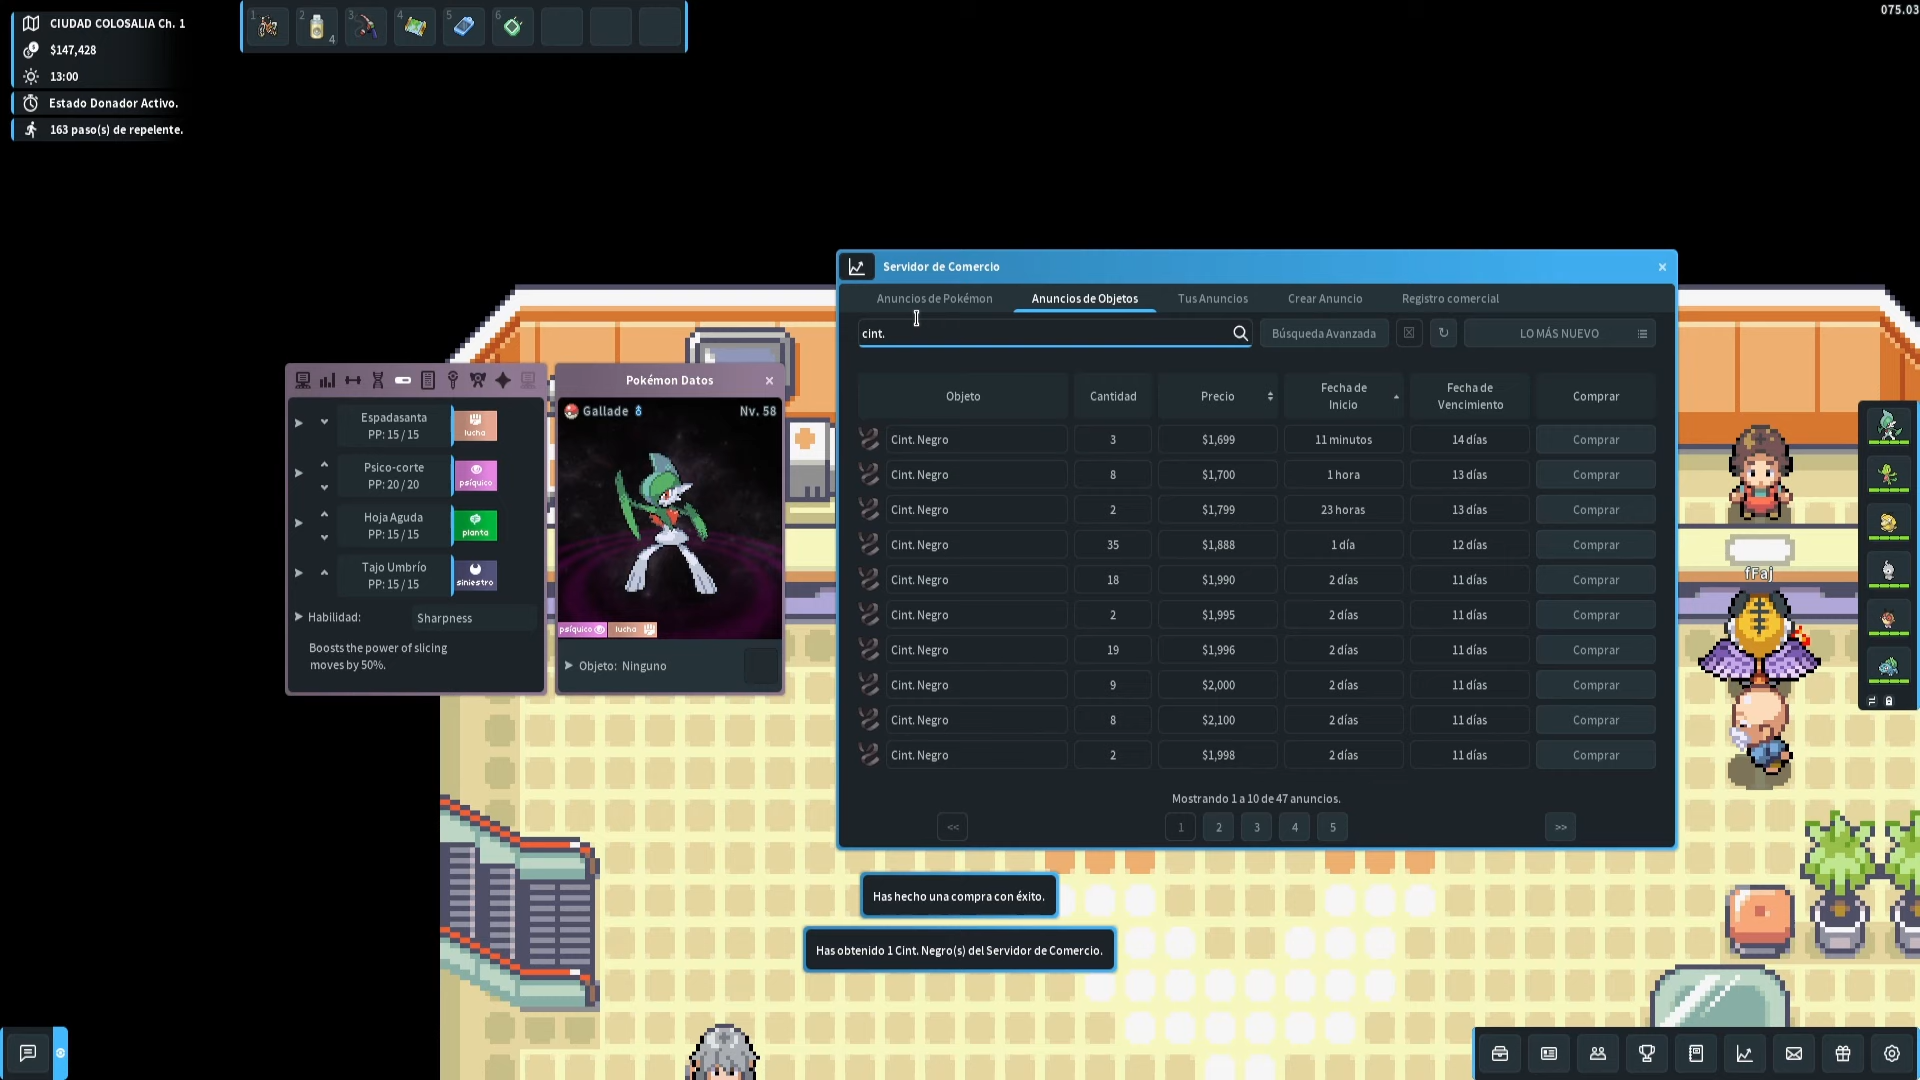 CIUDAD COLOSALIA Ch. 1
$147,428
13:00
Estado Donador Activo.
163 paso(s) de repelente.
1
2
4
3
4
5
6
075.03
Servidor de Comercio
×
Anuncios de Pokémon
Anuncios de Objetos
Tus Anuncios
Crear Anuncio
Registro comercial
cint.
Búsqueda Avanzada
LO MÁS NUEVO
Objeto
Cantidad
Precio
Fecha de
Inicio
Fecha de
Vencimiento
Comprar
Cint. Negro 3 $1,699 11 minutos 14 días Comprar
Cint. Negro 8 $1,700 1 hora 13 días Comprar
Cint. Negro 2 $1,799 23 horas 13 días Comprar
Cint. Negro 35 $1,888 1 día 12 días Comprar
Cint. Negro 18 $1,990 2 días 11 días Comprar
Cint. Negro 2 $1,995 2 días 11 días Comprar
Cint. Negro 19 $1,996 2 días 11 días Comprar
Cint. Negro 9 $2,000 2 días 11 días Comprar
Cint. Negro 8 $2,100 2 días 11 días Comprar
Cint. Negro 2 $1,998 2 días 11 días Comprar
Mostrando 1 a 10 de 47 anuncios.
<< 1 2 3 4 5 >>
Pokémon Datos
×
Gallade
Nv. 58
psíquico
lucha
Objeto: Ninguno
Espadasanta
PP: 15 / 15
lucha
Psico-corte
PP: 20 / 20
psíquico
Hoja Aguda
PP: 15 / 15
planta
Tajo Umbrío
PP: 15 / 15
siniestro
Habilidad: Sharpness
Boosts the power of slicing
moves by 50%.
fFaj
Has hecho una compra con éxito.
Has obtenido 1 Cint. Negro(s) del Servidor de Comercio.